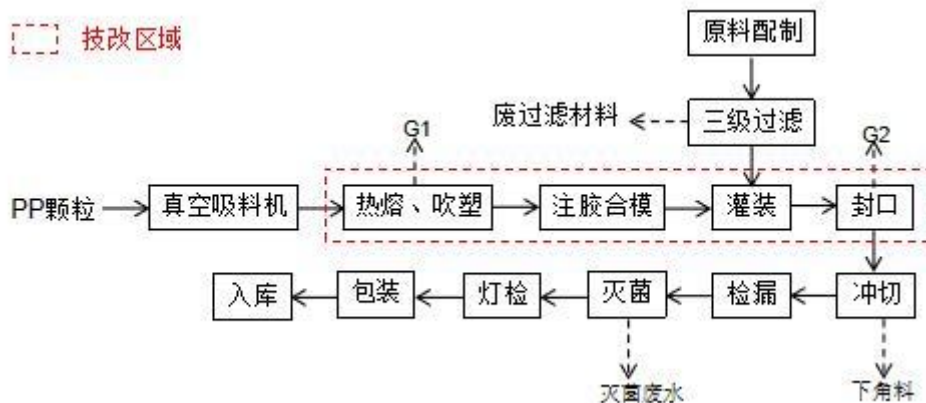 技改区域
原料配制
废过滤材料
三级过滤
G1
G2
PP颗粒
真空吸料机
热熔、吹塑
注胶合模
灌装
封口
入库
包装
灯检
灭菌
检漏
冲切
灭菌废水
下角料